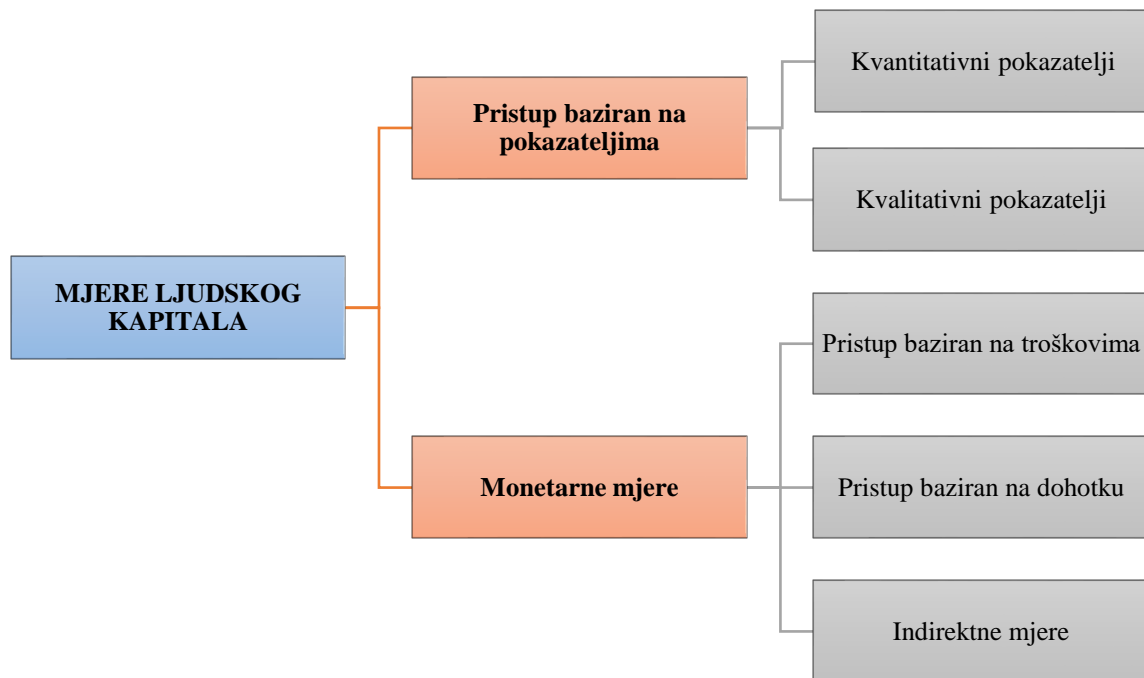 MJERE LJUDSKOG
KAPITALA
Pristup baziran na
pokazateljima
Kvantitativni pokazatelji
Kvalitativni pokazatelji
Monetarne mjere
Pristup baziran na troškovima
Pristup baziran na dohotku
Indirektne mjere